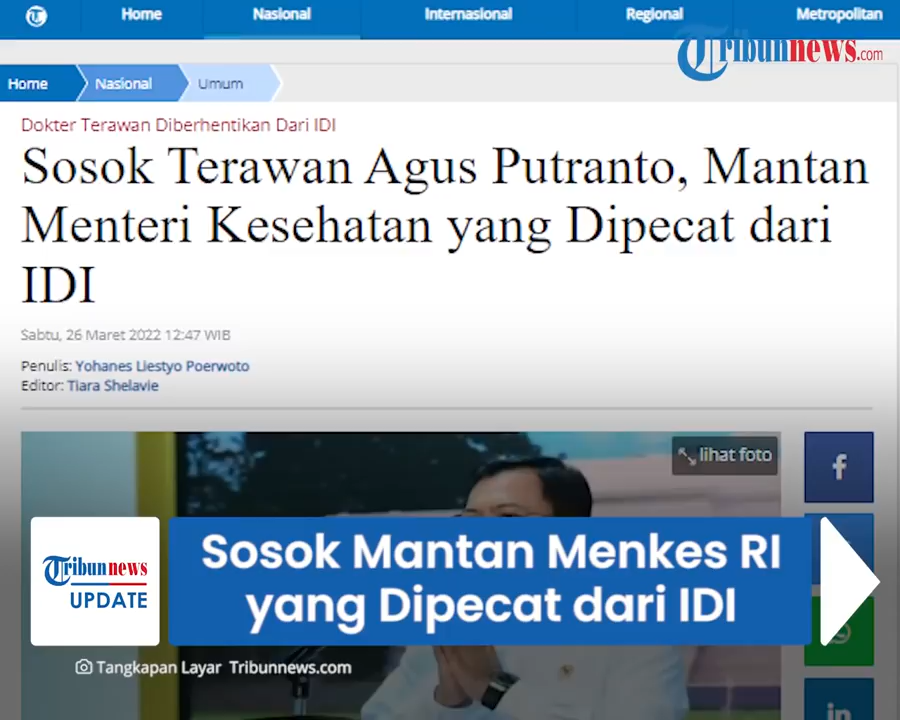 Home Nasional Internasional Regional Metropolitan
Tribunnews.com
Home Nasional Umum
Dokter Terawan Diberhentikan Dari IDI
Sosok Terawan Agus Putranto, Mantan
Menteri Kesehatan yang Dipecat dari
IDI
Sabtu, 26 Maret 2022 12:47 WIB
Penulis: Yohanes Liestyo Poerwoto
Editor: Tiara Shelavie
lihat foto
f
Tribunnews
UPDATE
Sosok Mantan Menkes RI
yang Dipecat dari IDI
Tangkapan Layar Tribunnews.com
in